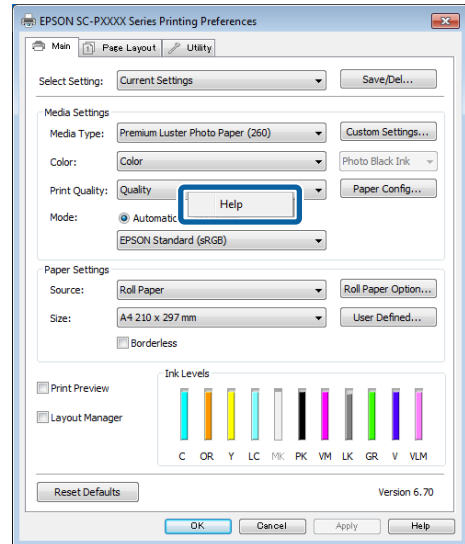 EPSON SC-PXXXX Series Printing Preferences
Main Page Layout Utility
Select Setting: Current Settings Save/Del...
Media Settings
Media Type: Premium Luster Photo Paper (260) Custom Settings...
Color: Color Photo Black Ink
Print Quality: Quality Paper Config...
Help
Mode: Automatic
EPSON Standard (sRGB)
Paper Settings
Source: Roll Paper Roll Paper Option...
Size: A4 210 x 297 mm User Defined...
Borderless
Ink Levels
Print Preview
Layout Manager
C OR Y LC MK PK VM LK GR V VLM
Reset Defaults Version 6.70
OK Cancel Apply Help